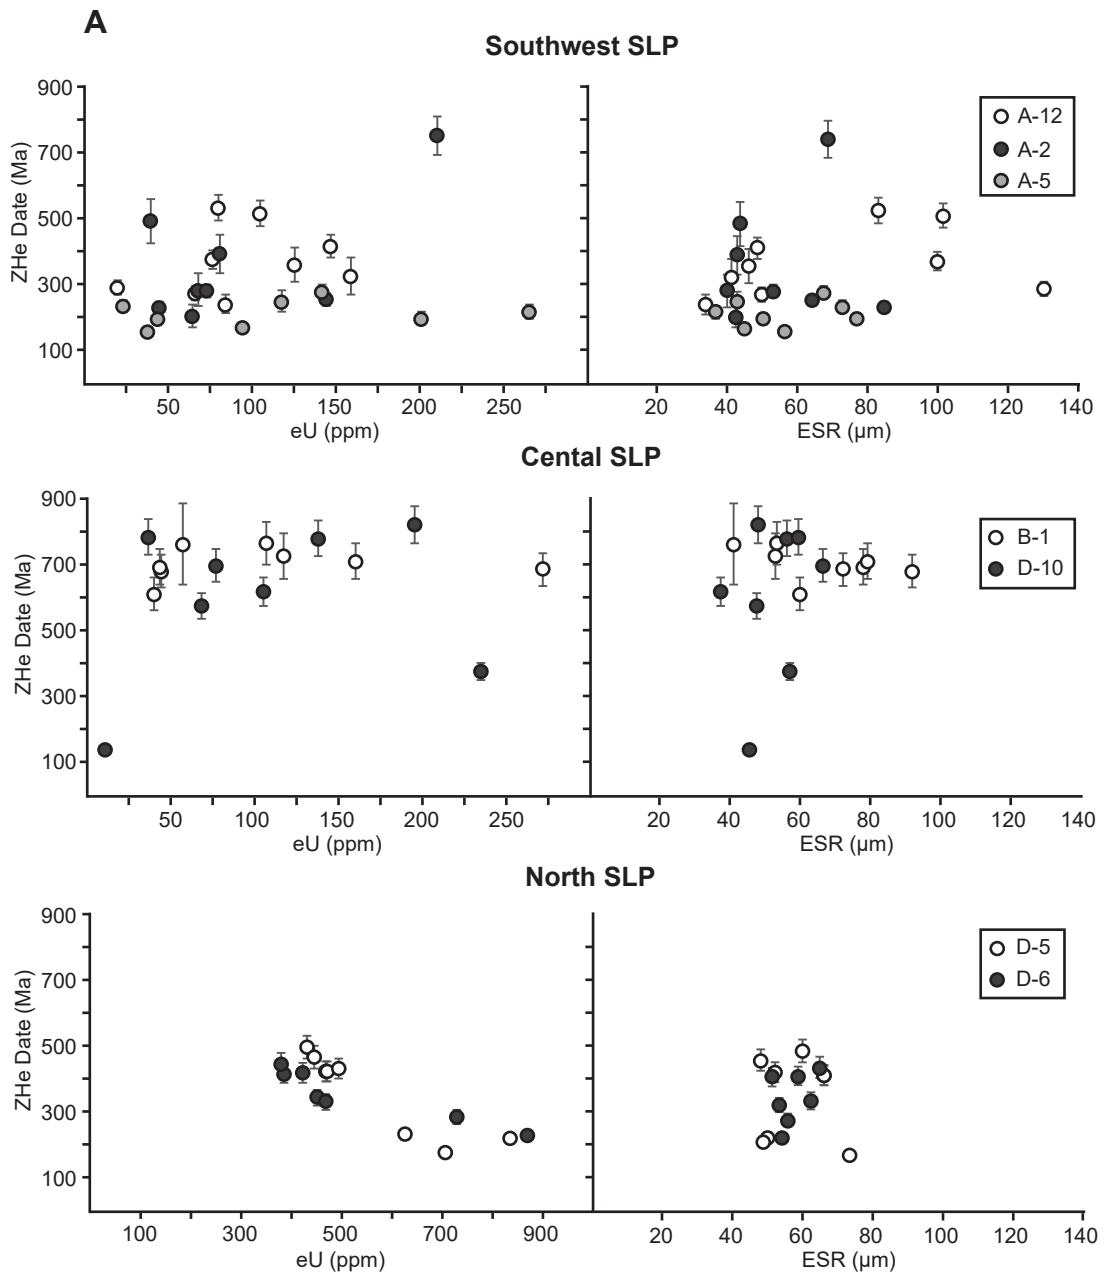 A
Southwest SLP
900
700
500
300
100
ZHe Date (Ma)
50 100 150 200 250
eU (ppm)
20 40 60 80 100 120 140
ESR (µm)
A-12
A-2
A-5
Cental SLP
900
700
500
300
100
ZHe Date (Ma)
50 100 150 200 250
eU (ppm)
20 40 60 80 100 120 140
ESR (µm)
B-1
D-10
North SLP
900
700
500
300
100
ZHe Date (Ma)
100 300 500 700 900
eU (ppm)
20 40 60 80 100 120 140
ESR (µm)
D-5
D-6